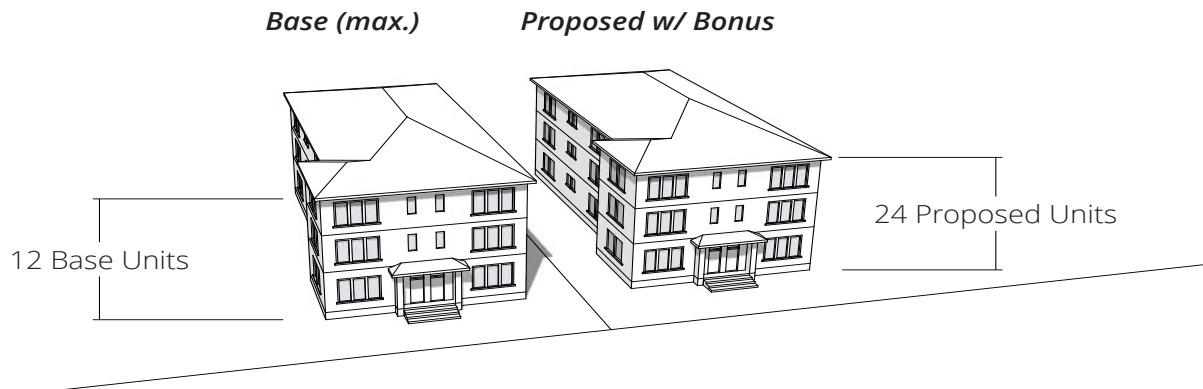 Base (max.)
Proposed w/ Bonus
12 Base Units
24 Proposed Units